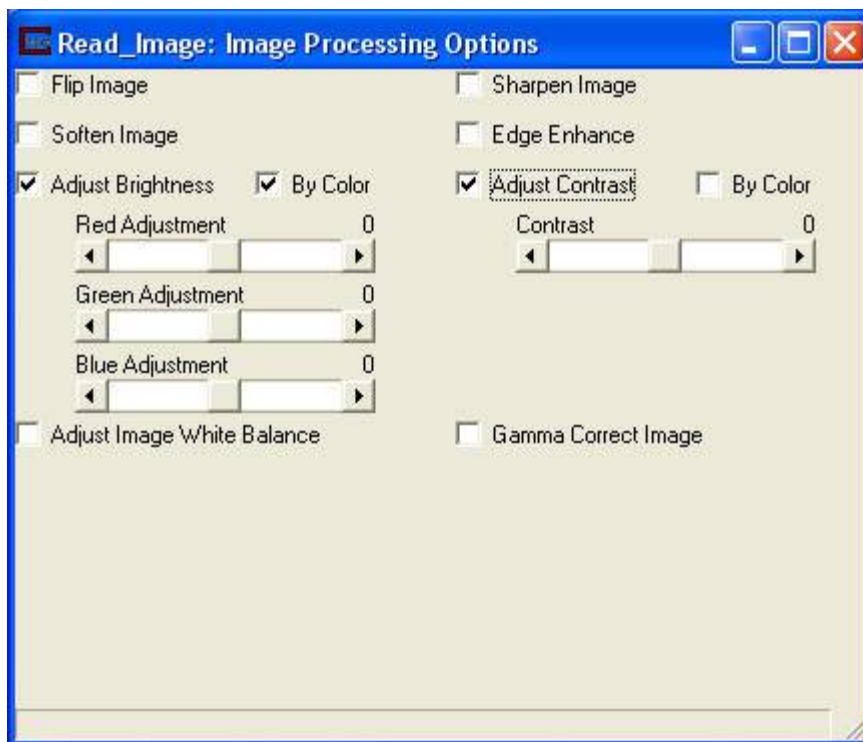 Read_Image: Image Processing Options
Flip Image
Sharpen Image
Soften Image
Edge Enhance
Adjust Brightness By Color
Adjust Contrast By Color
Red Adjustment 0
Contrast 0
Green Adjustment 0
Blue Adjustment 0
Adjust Image White Balance
Gamma Correct Image